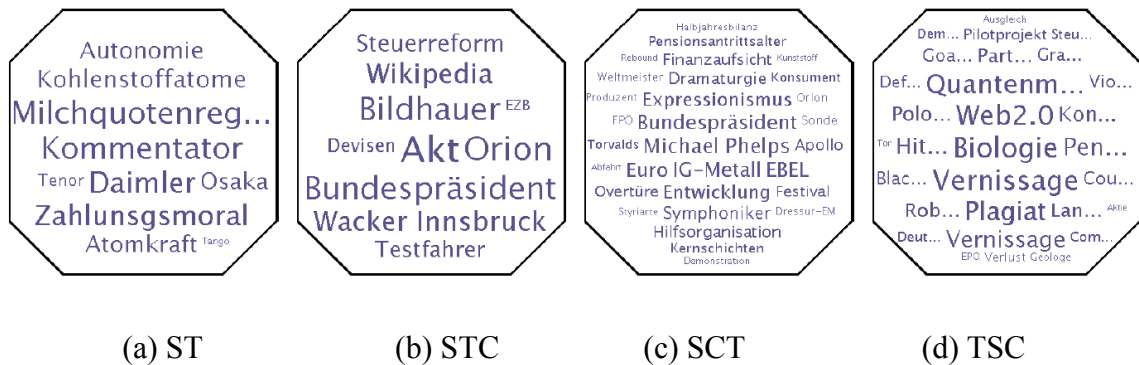 Autonomie
Kohlenstoffatome
Milchquotenreg...
Kommentator
Tenor Daimler Osaka
Zahlunsgsmoral
Atomkraft Tango
(a) ST
Steuerreform
Wikipedia
Bildhauer EZB
Devisen Akt Orion
Bundespräsident
Wacker Innsbruck
Testfahrer
(b) STC
Halbjahresbilanz
Pensionsantrittsalter
Rebound Finanzaufsicht Kunststoff
Weltmeister Dramaturgie Konsument
Produzent Expressionismus Orion
FPO Bundespräsident Sonde
Torvalds Michael Phelps Apollo
Abfahrt Euro IG-Metall EBEL
Overtüre Entwicklung Festival
Styriarte Symphoniker Dressur-EM
Hilfsorganisation
Kernschichten
Demonstration
(c) SCT
Ausgleich
Dem... Pilotprojekt Steu...
Goa... Part... Gra...
Def... Quantenm... Vio...
Polo... Web2.0 Kon...
Tor Hit... Biologie Pen...
Blac... Vernissage Cou...
Rob... Plagiat Lan... Aktie
Deut... Vernissage Com...
EPO Verlust Geologe
(d) TSC